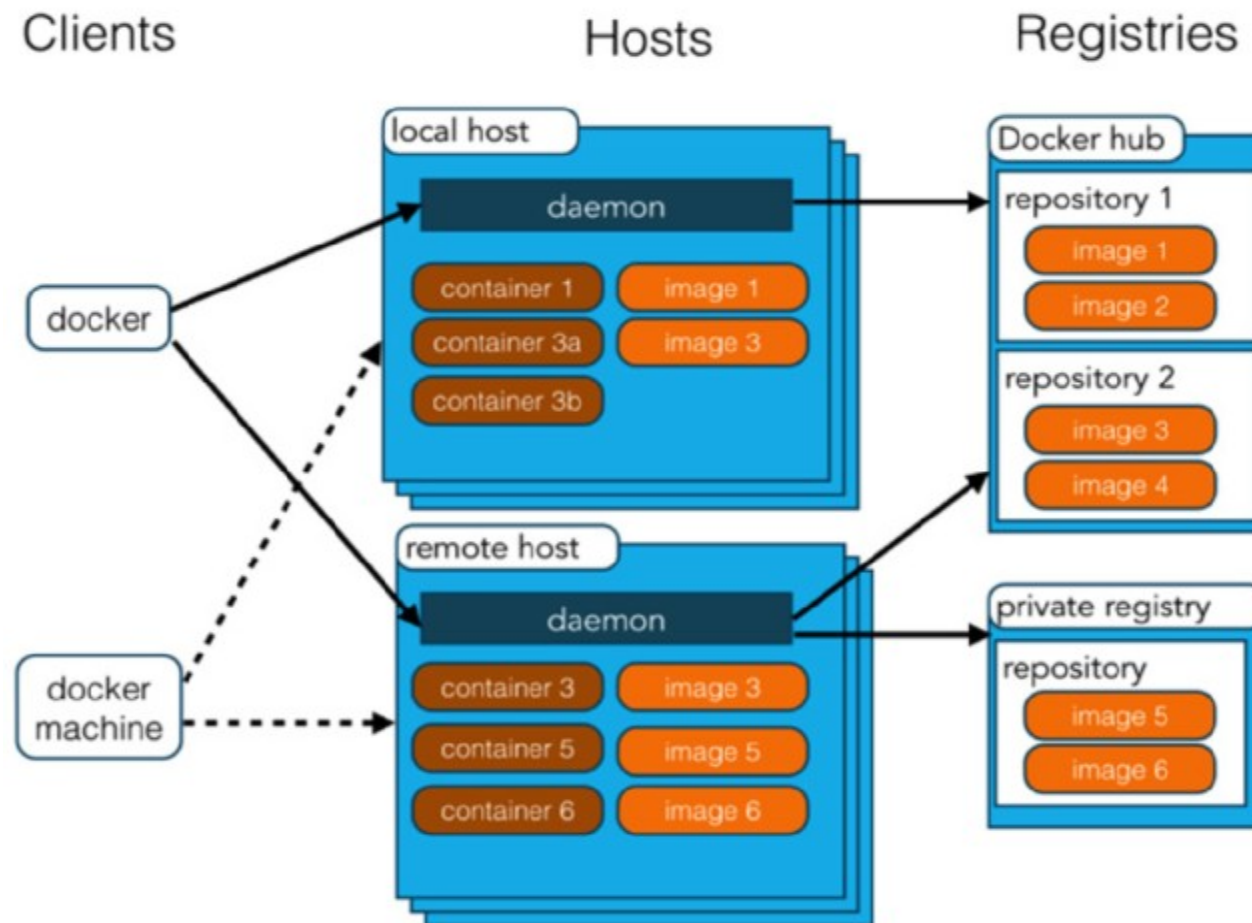 Clients
Hosts
Registries
local host
daemon
container 1
image 1
container 3a
image 3
container 3b
docker
docker
machine
remote host
daemon
container 3
image 3
container 5
image 5
container 6
image 6
Docker hub
repository 1
image 1
image 2
repository 2
image 3
image 4
private registry
repository
image 5
image 6